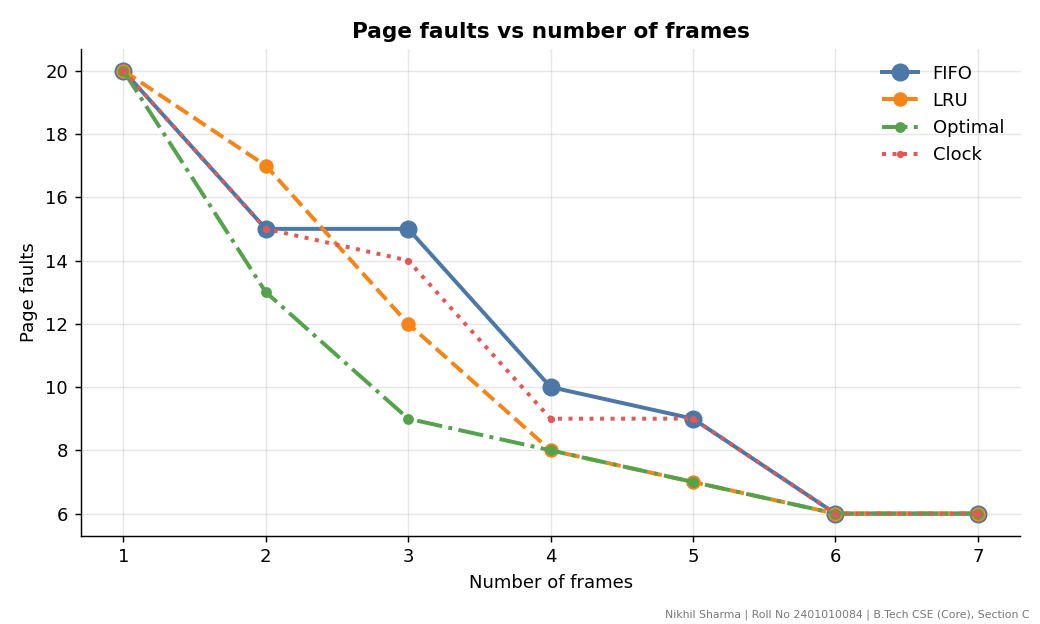 Page faults vs number of frames
FIFO
LRU
Optimal
Clock
Page faults
20
18
16
14
12
10
8
6
1 2 3 4 5 6 7
Number of frames
Nikhil Sharma | Roll No 2401010084 | B.Tech CSE (Core), Section C